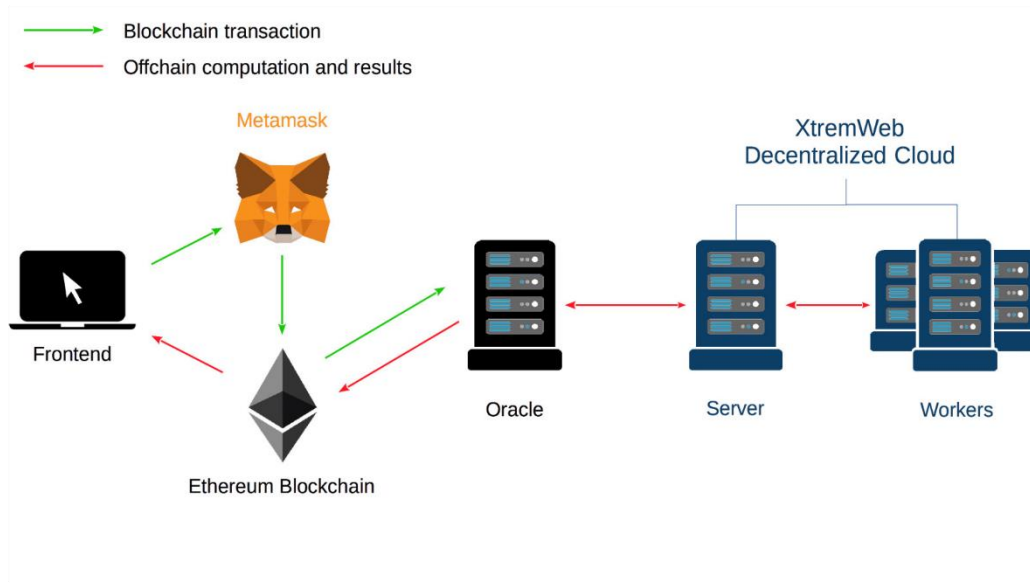 Blockchain transaction
Offchain computation and results
Metamask
XtremWeb
Decentralized Cloud
Frontend
Ethereum Blockchain
Oracle
Server
Workers